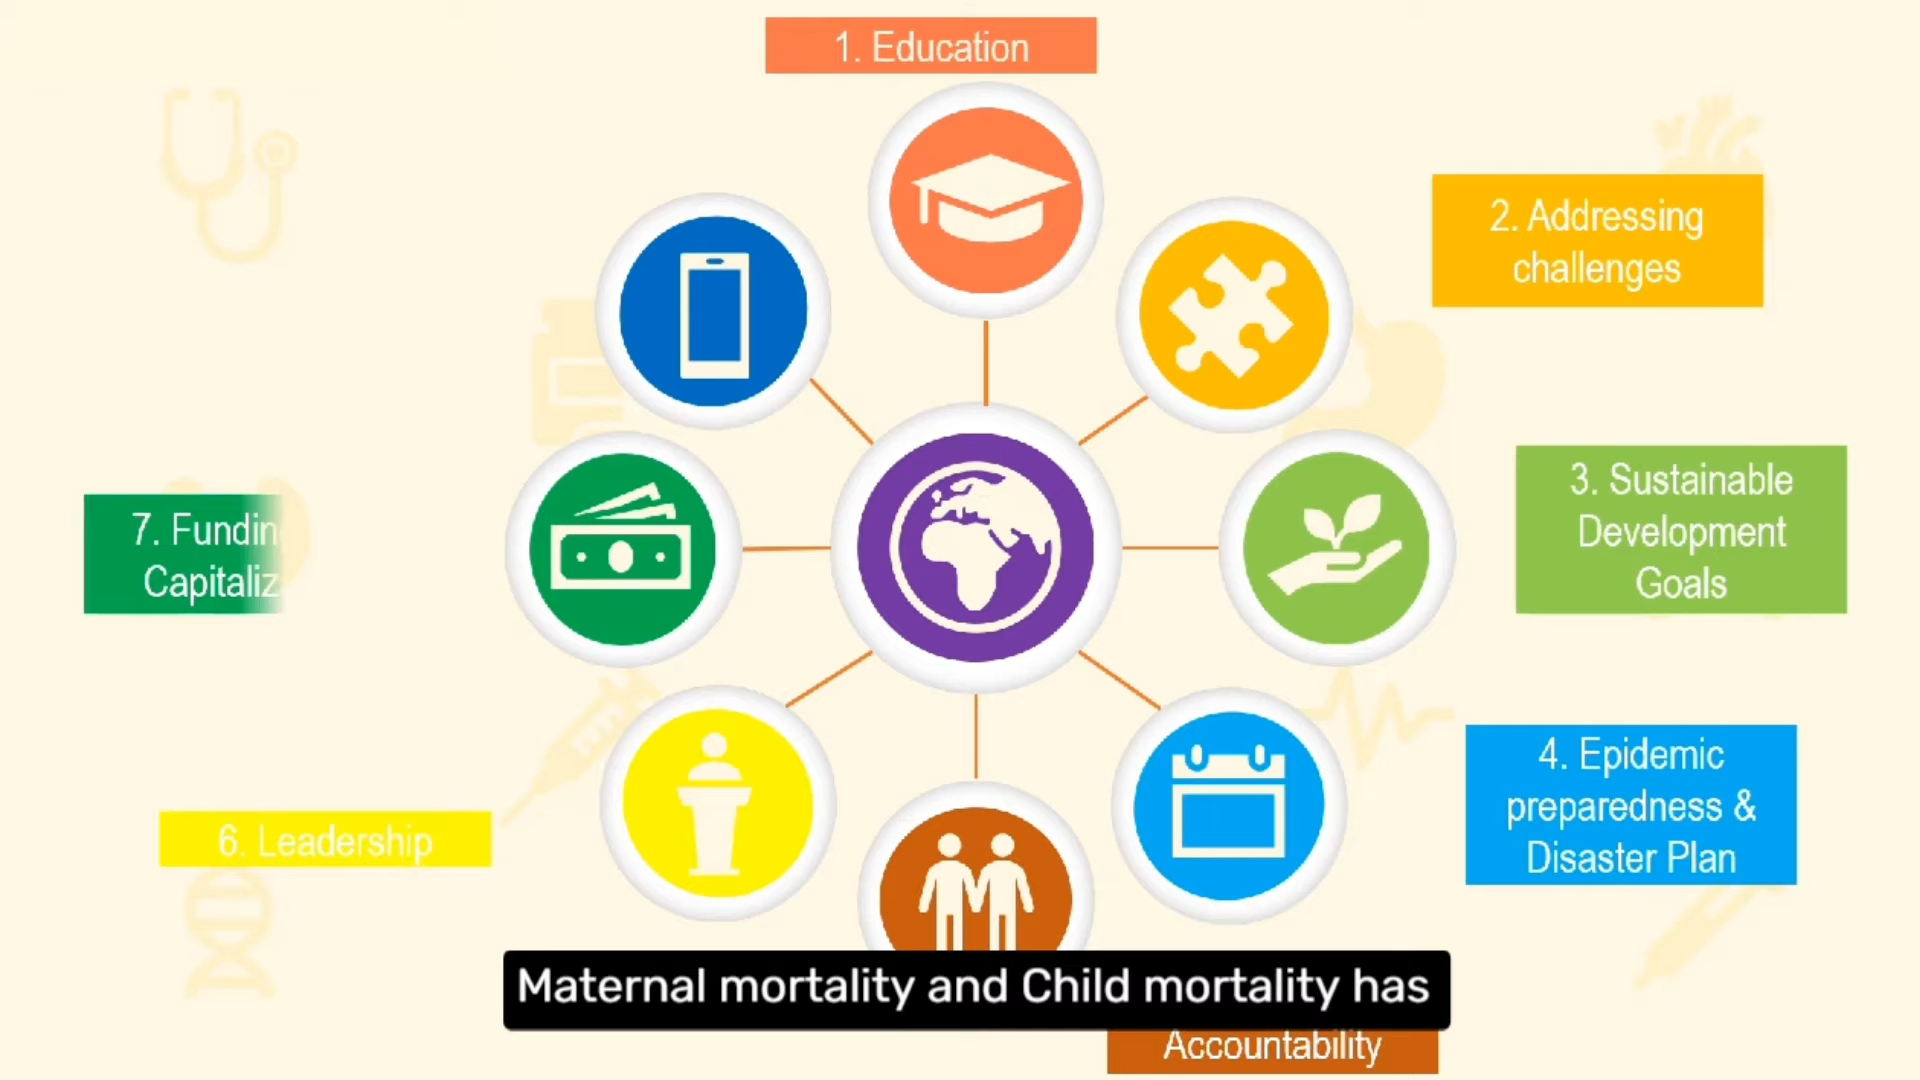 1. Education
2. Addressing
challenges
3. Sustainable
Development
Goals
4. Epidemic
preparedness &
Disaster Plan
Accountability
6. Leadership
7. Fundin
Capitaliz
Maternal mortality and Child mortality has